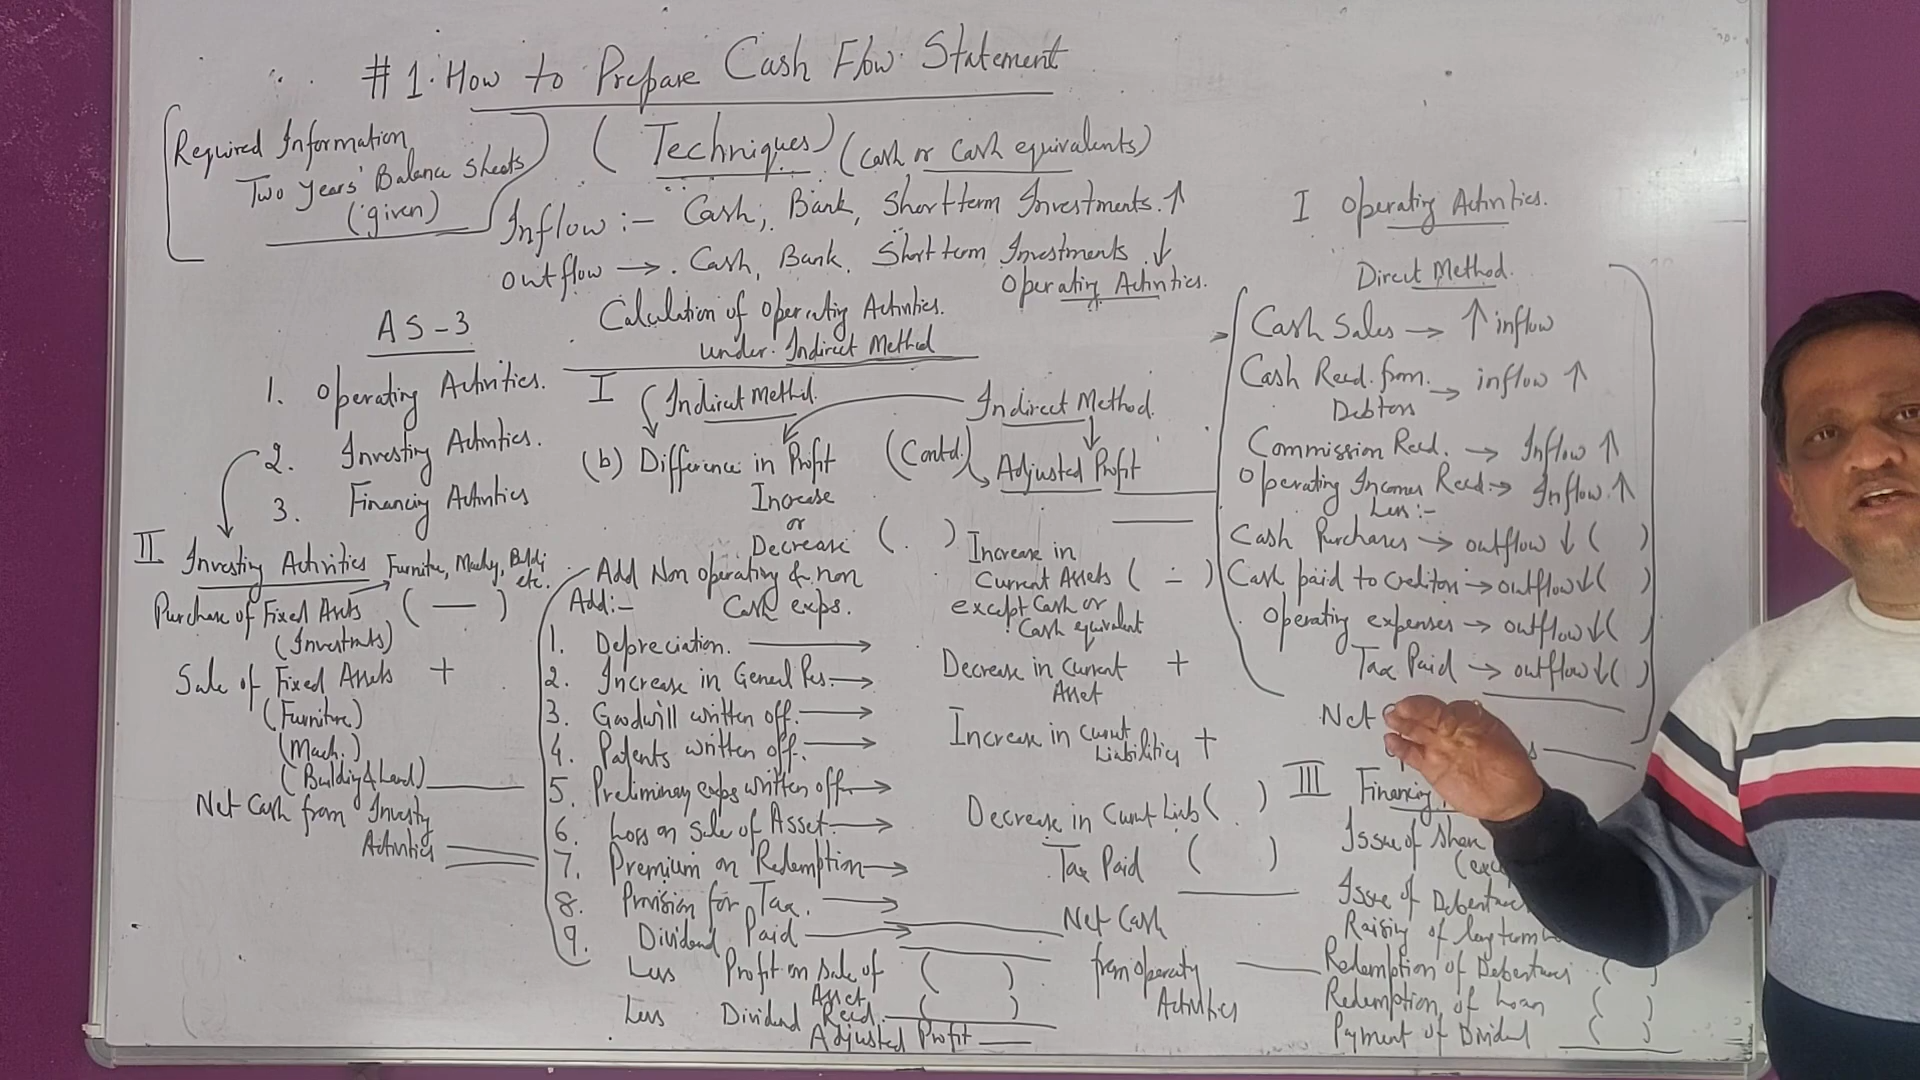 #1. How to Prepare Cash Flow Statement
Required Information
Two Years' Balance Sheets
(given)
(Techniques) (Cash or Cash equivalents)
Inflow :- Cash, Bank, Short term Investments. ↑
Outflow → Cash, Bank, Short term Investments ↓
Operating Activities.
AS-3
1. Operating Activities.
2. Investing Activities.
3. Financing Activities
II Investing Activities Furniture, Machy, Buldi etc.
Purchase of Fixed Assets ( — )
(Investmnts)
Sale of Fixed Assets +
(Furniture)
(Mach.)
(Building & Land)
Net Cash from Investy
Activities
Calculation of Operating Activities.
under Indirect Method
I Indirect Method.
(b) Difference in Profit
Increase
or
Decrease ( . )
Add Non operating & non
Add:- Cash exps.
1. Depreciation. →
2. Increase in General Res. →
3. Goodwill written off. →
4. Patents written off. →
5. Preliminary exps written off →
6. Loss on Sale of Asset. →
7. Premium on Redemption →
8. Provision for Tax. →
9. Dividend Paid →
Less Profit on Sale of ( )
Asset
Less Dividend Recd. ( )
Adjusted Profit
Indirect Method.
(Contd.) Adjusted Profit
Increase in
Current Assets ( - )
except Cash or
Cash equivalent
Decrease in Current +
Asset
Increase in curnt
Liabilities +
Decrease in Curnt Liab ( . )
Tax Paid ( )
Net Cash
from operaty
Activities
I Operating Activities.
Direct Method.
Cash Sales → ↑ inflow
Cash Recd. from → inflow ↑
Debtors
Commission Recd. → Inflow ↑
Operating Incomes Recd. → Inflow ↑
Less :-
Cash Purchases → outflow ↓ ( )
Cash paid to Creditors → outflow ↓ ( )
Operating expenses → outflow ↓ ( )
Tax Paid → outflow ↓ ( )
Net
III Financing
Issue of Shar
Issue of Debentur
Raising of long term
Redemption of Debentures ( )
Redemption of Loan ( )
Payment of Dividend ( )